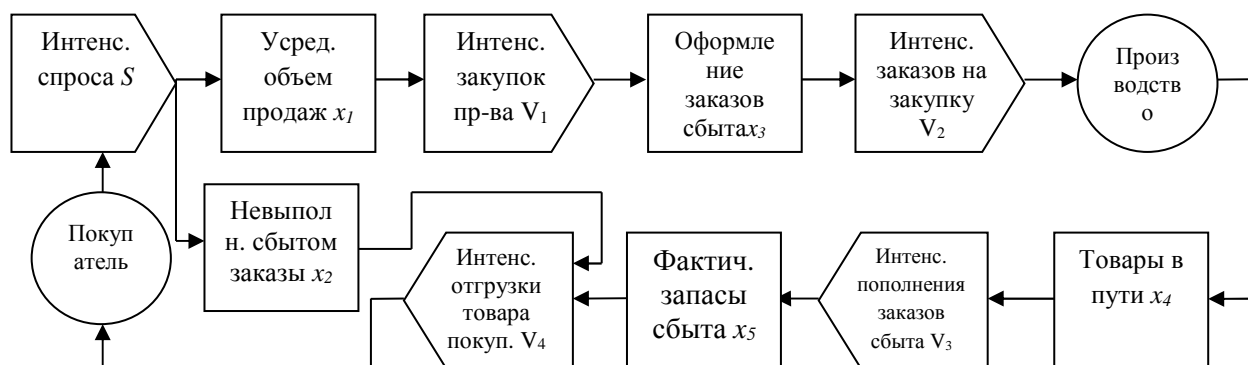 Интенс.
спроса S
Усред.
объем
продаж x1
Интенс.
закупок
пр-ва V1
Оформле
ние
заказов
сбытаx3
Интенс.
заказов на
закупку
V2
Произ
водств
о
Покуп
атель
Невыпол
н. сбытом
заказы x2
Интенс.
отгрузки
товара
покуп. V4
Фактич.
запасы
сбыта x5
Интенс.
пополнения
заказов
сбыта V3
Товары в
пути x4